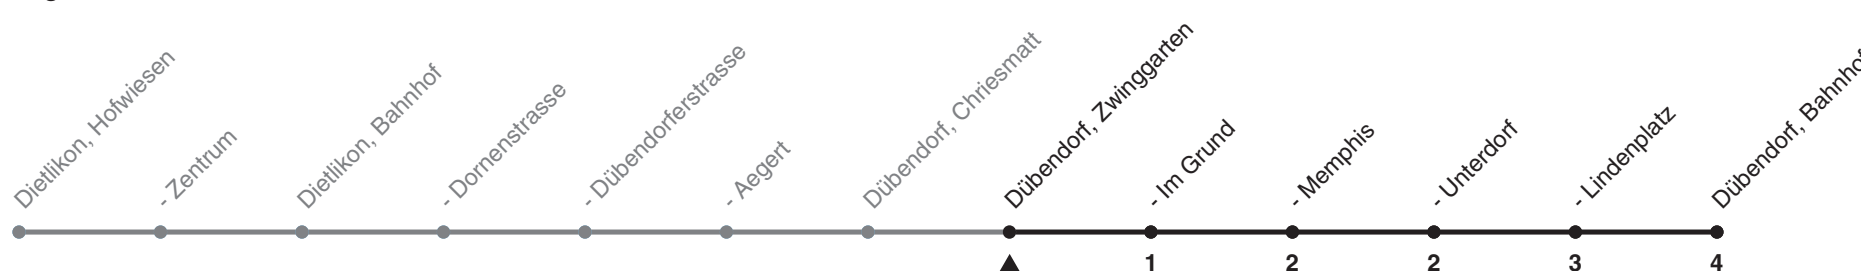 Dietlikon, Hofwiesen
- Zentrum
Dietlikon, Bahnhof
- Dornenstrasse
- Dübendorferstrasse
- Aegert
Dübendorf, Chriesmatt
Dübendorf, Zwinggarten
- Im Grund
- Memphis
- Unterdorf
- Lindenplatz
Dübendorf, Bahnhof
1 2 2 3 4